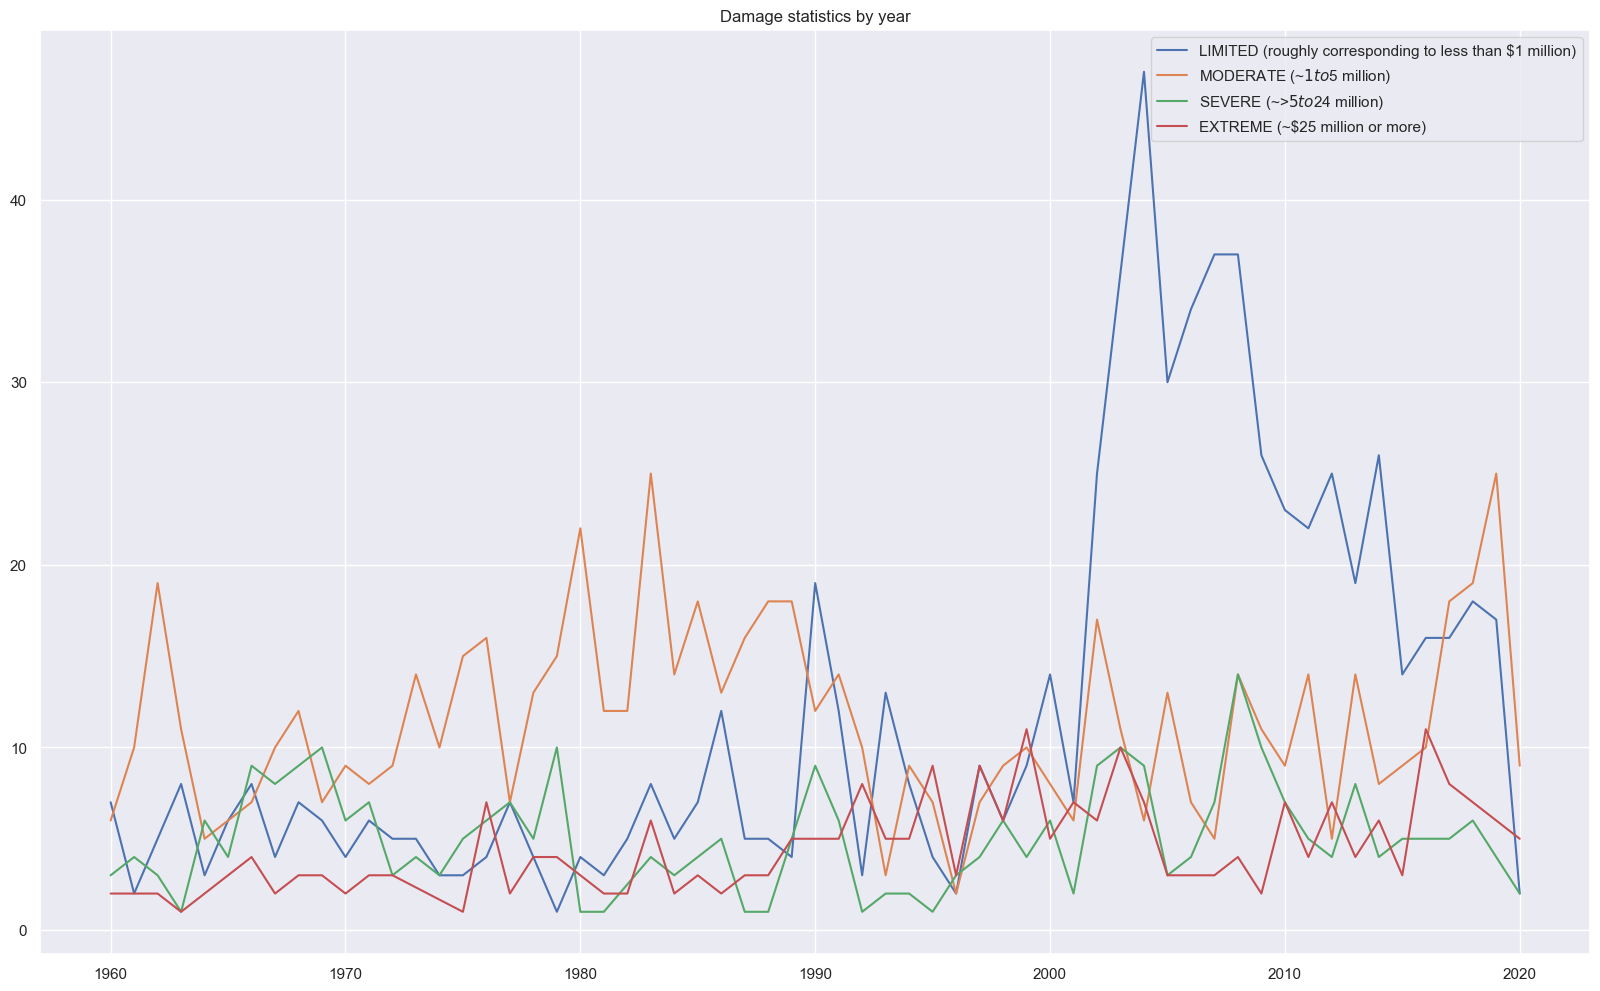 Damage statistics by year
LIMITED (roughly corresponding to less than $1 million)
MODERATE (~1to5 million)
SEVERE (~>5to24 million)
EXTREME (~$25 million or more)
40
30
20
10
0
1960 1970 1980 1990 2000 2010 2020